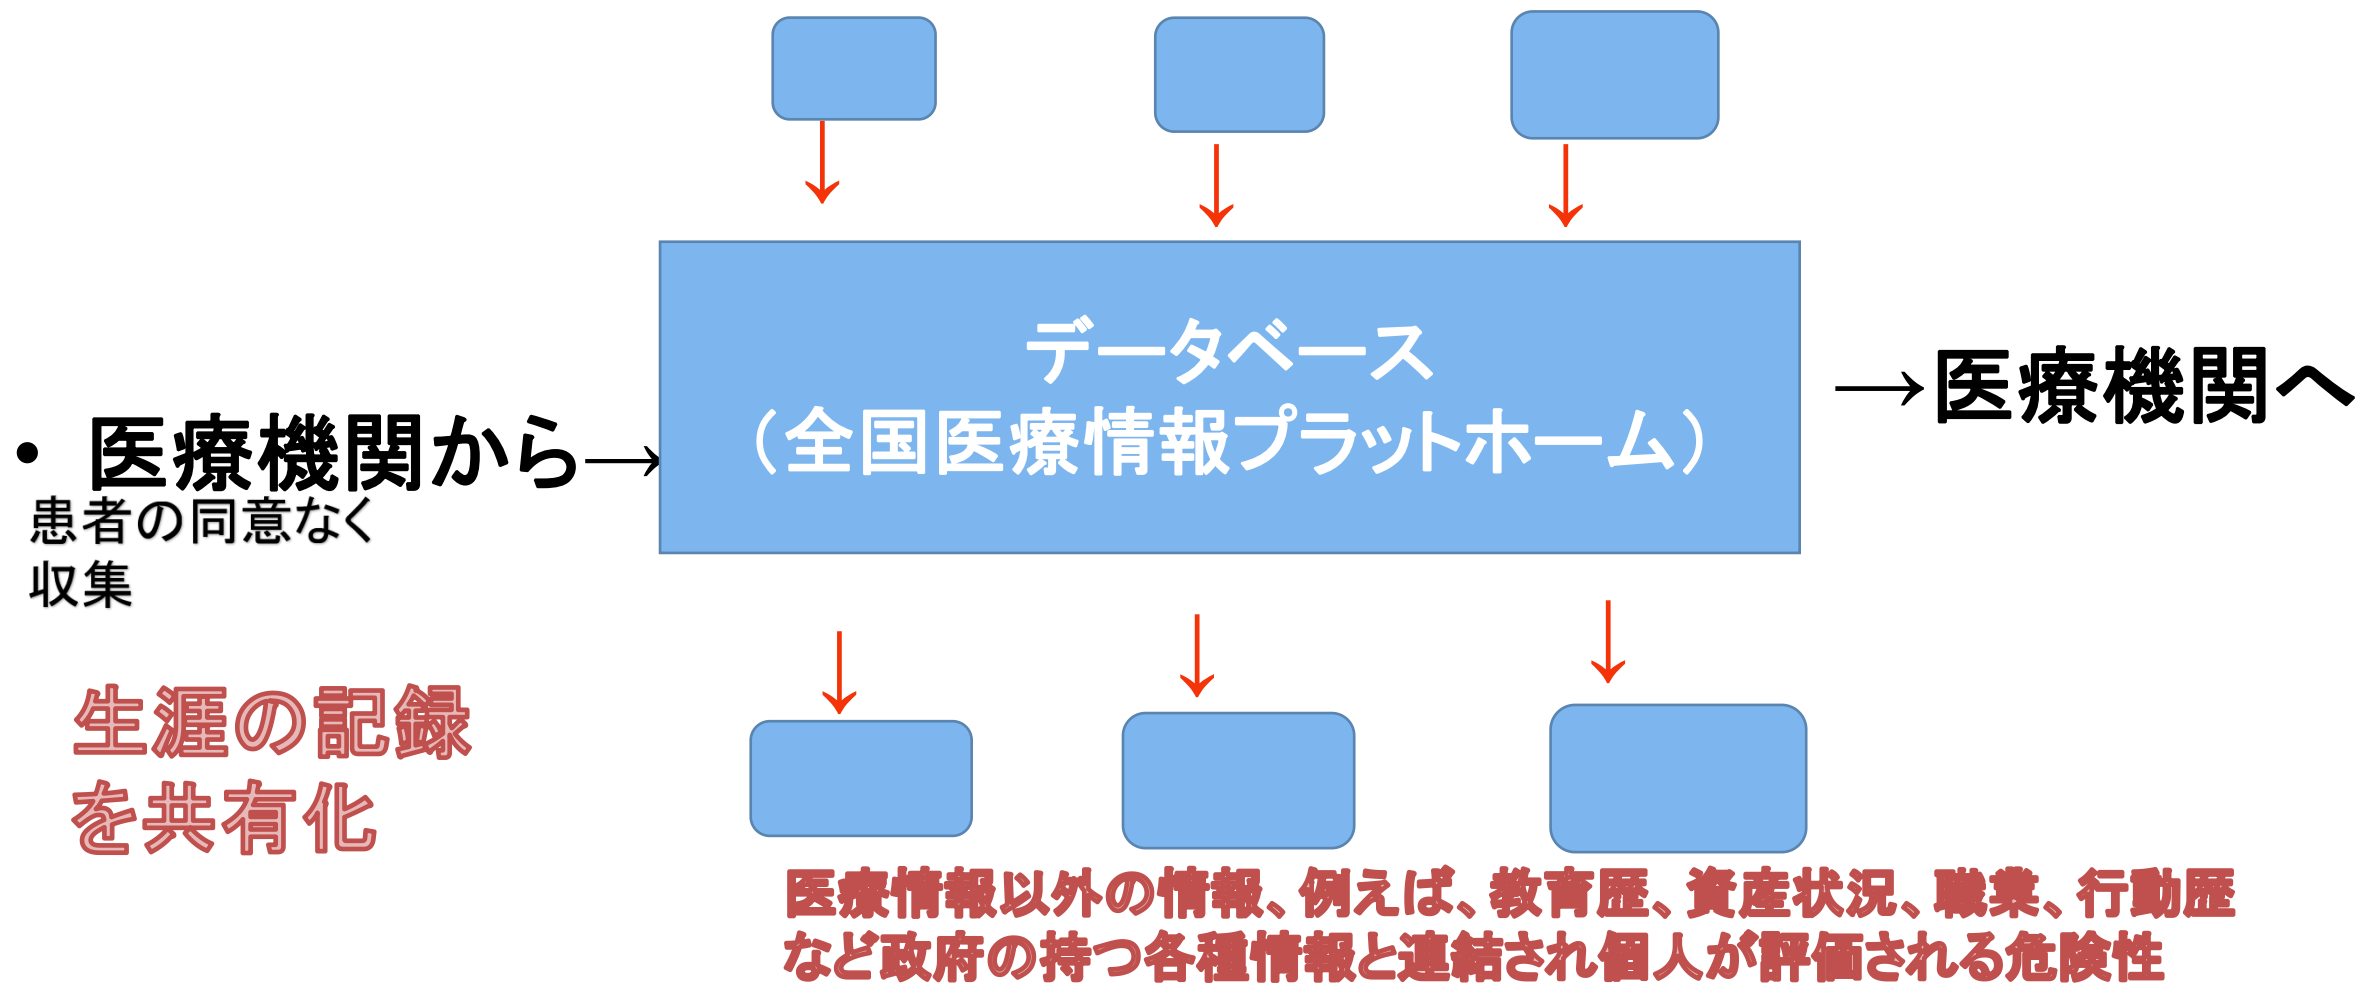 データベース
（全国医療情報プラットホーム）
→医療機関へ
• 医療機関から→
患者の同意なく
収集
生涯の記録
を共有化
医療情報以外の情報、例えば、教育歴、資産状況、職業、行動歴
など政府の持つ各種情報と連結され個人が評価される危険性